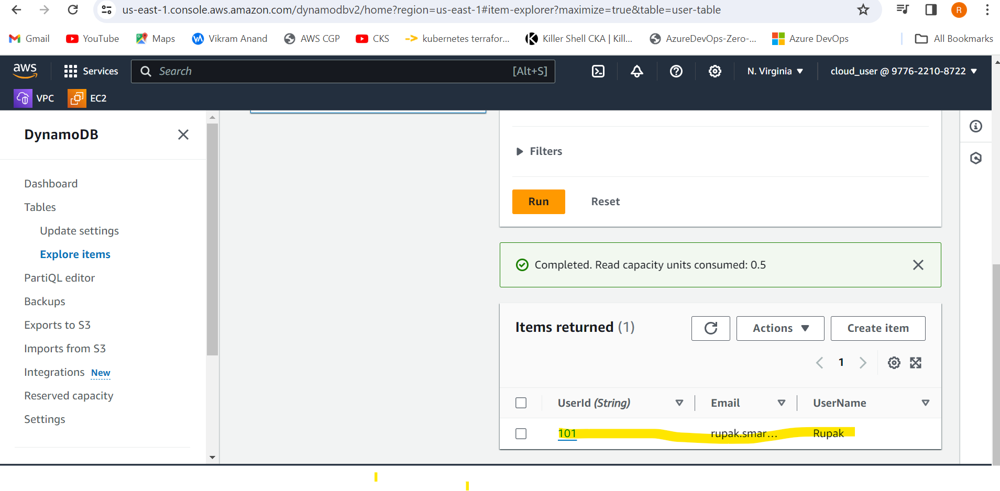 us-east-1.console.aws.amazon.com/dynamodbv2/home?region=us-east-1#item-explorer?maximize=true&table=user-table
R
Gmail YouTube Maps Vikram Anand AWS CGP CKS kubernetes terrafor... Killer Shell CKA | Kill... AzureDevOps-Zero-... Azure DevOps All Bookmarks
aws Services Search [Alt+S] N. Virginia cloud_user @ 9776-2210-8722
VPC EC2
DynamoDB
Dashboard
Tables
Update settings
Explore items
PartiQL editor
Backups
Exports to S3
Imports from S3
Integrations New
Reserved capacity
Settings
Filters
Run Reset
Completed. Read capacity units consumed: 0.5
Items returned (1) Actions Create item
1
UserId (String) Email UserName
101 rupak.smar... Rupak